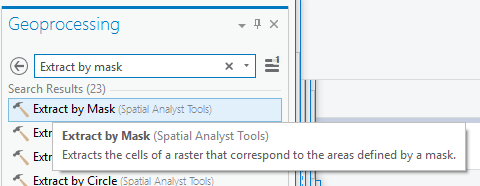 Geoprocessing
Extract by mask
Search Results (23)
Extract by Mask (Spatial Analyst Tools)
Extr
Extract by Mask (Spatial Analyst Tools)
Extr
Extracts the cells of a raster that correspond to the areas defined by a mask.
Extract by Circle (Spatial Analyst Tools)